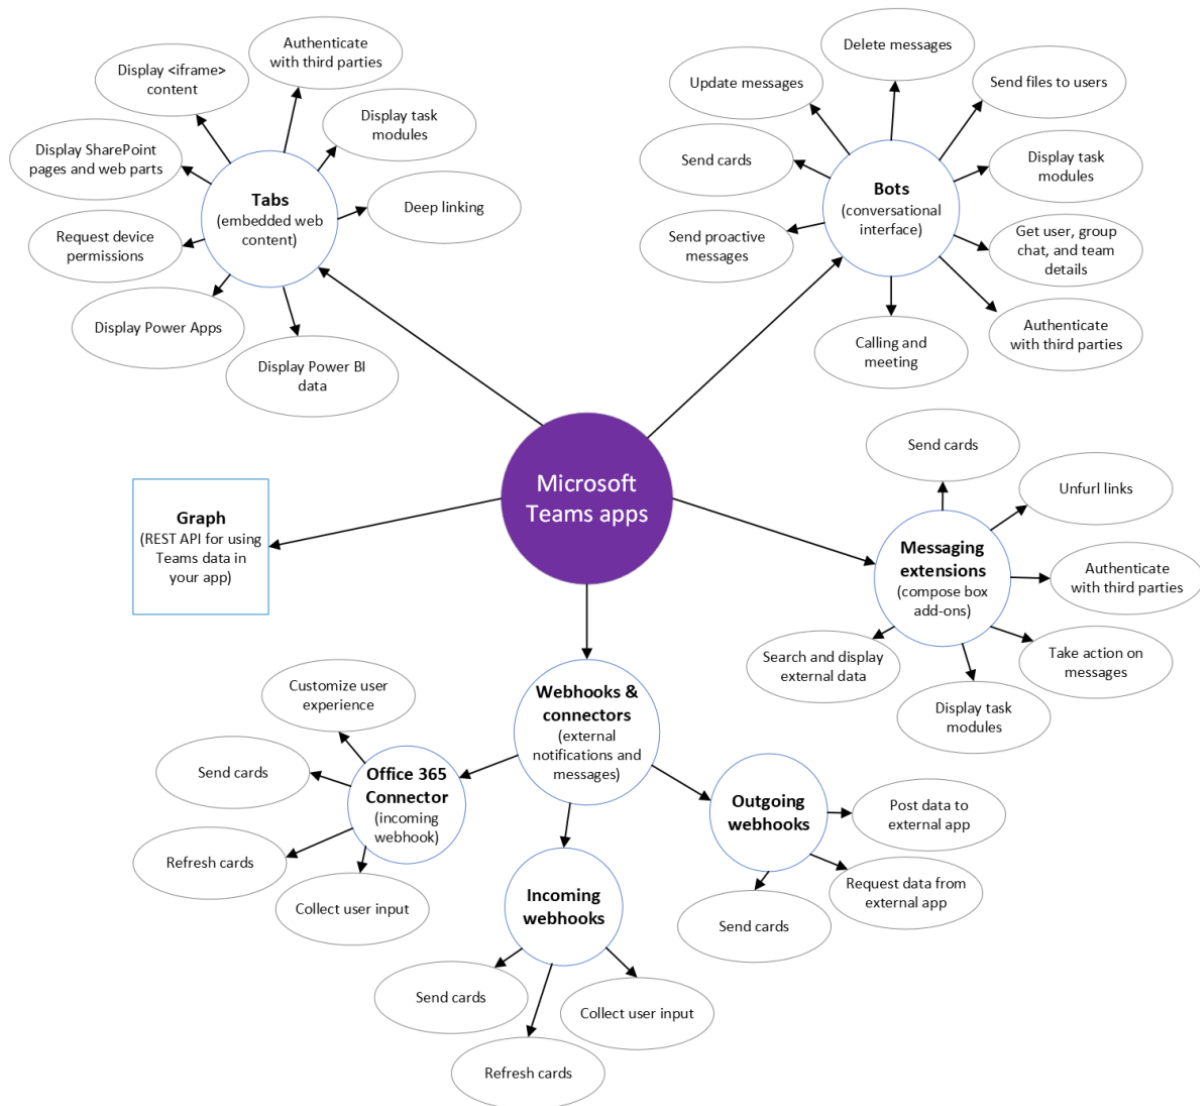 Authenticate
with third parties
Display <iframe>
content
Display task
modules
Display SharePoint
pages and web parts
Tabs
(embedded web
content)
Deep linking
Request device
permissions
Display Power Apps
Display Power BI
data
Delete messages
Update messages
Send files to users
Send cards
Display task
modules
Bots
(conversational
interface)
Send proactive
messages
Get user, group
chat, and team
details
Authenticate
with third parties
Calling and
meeting
Microsoft
Teams apps
Graph
(REST API for using
Teams data in
your app)
Send cards
Unfurl links
Messaging
extensions
(compose box
add-ons)
Authenticate
with third parties
Search and display
external data
Take action on
messages
Display task
modules
Webhooks &
connectors
(external
notifications and
messages)
Customize user
experience
Send cards
Office 365
Connector
(incoming
webhook)
Refresh cards
Collect user input
Outgoing
webhooks
Post data to
external app
Request data from
external app
Send cards
Incoming
webhooks
Send cards
Collect user input
Refresh cards